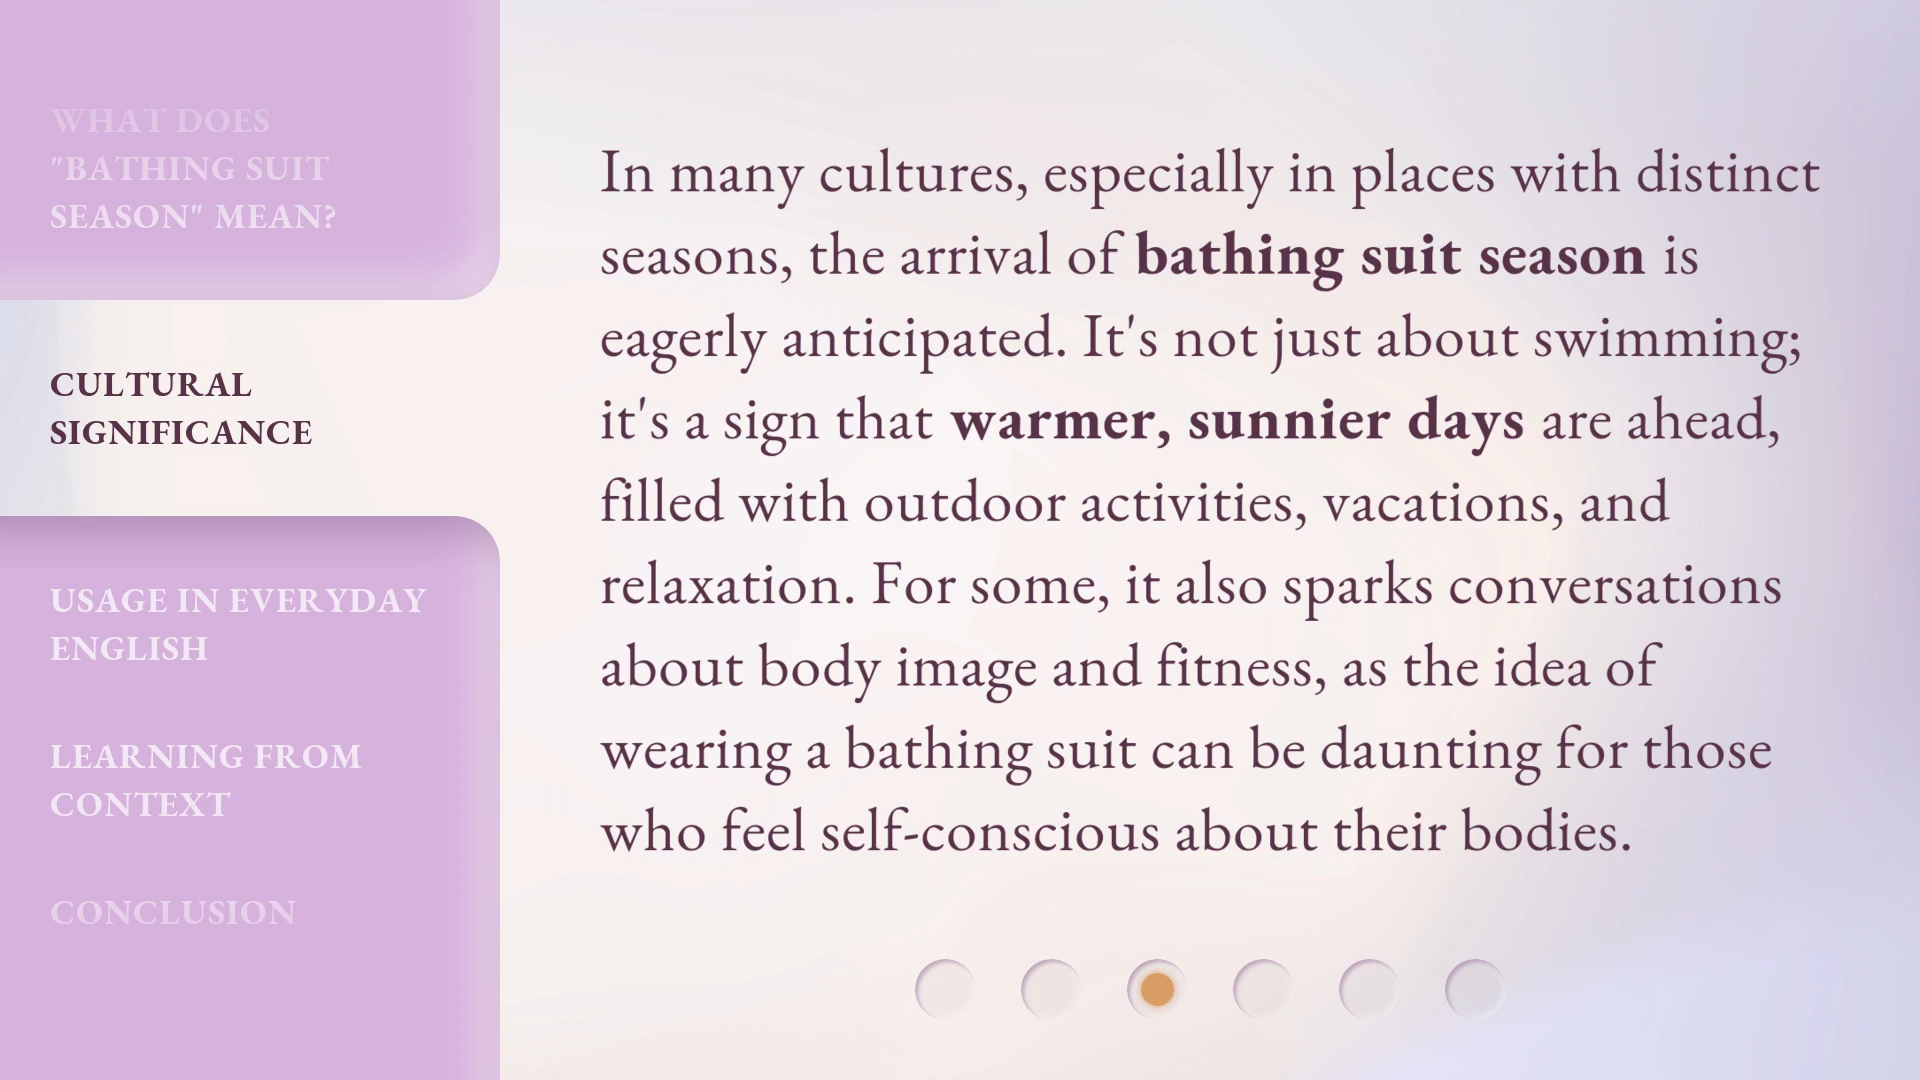 WHAT DOES
"BATHING SUIT
SEASON" MEAN?
CULTURAL
SIGNIFICANCE
USAGE IN EVERYDAY
ENGLISH
LEARNING FROM
CONTEXT
CONCLUSION
In many cultures, especially in places with distinct
seasons, the arrival of bathing suit season is
eagerly anticipated. It's not just about swimming;
it's a sign that warmer, sunnier days are ahead,
filled with outdoor activities, vacations, and
relaxation. For some, it also sparks conversations
about body image and fitness, as the idea of
wearing a bathing suit can be daunting for those
who feel self-conscious about their bodies.